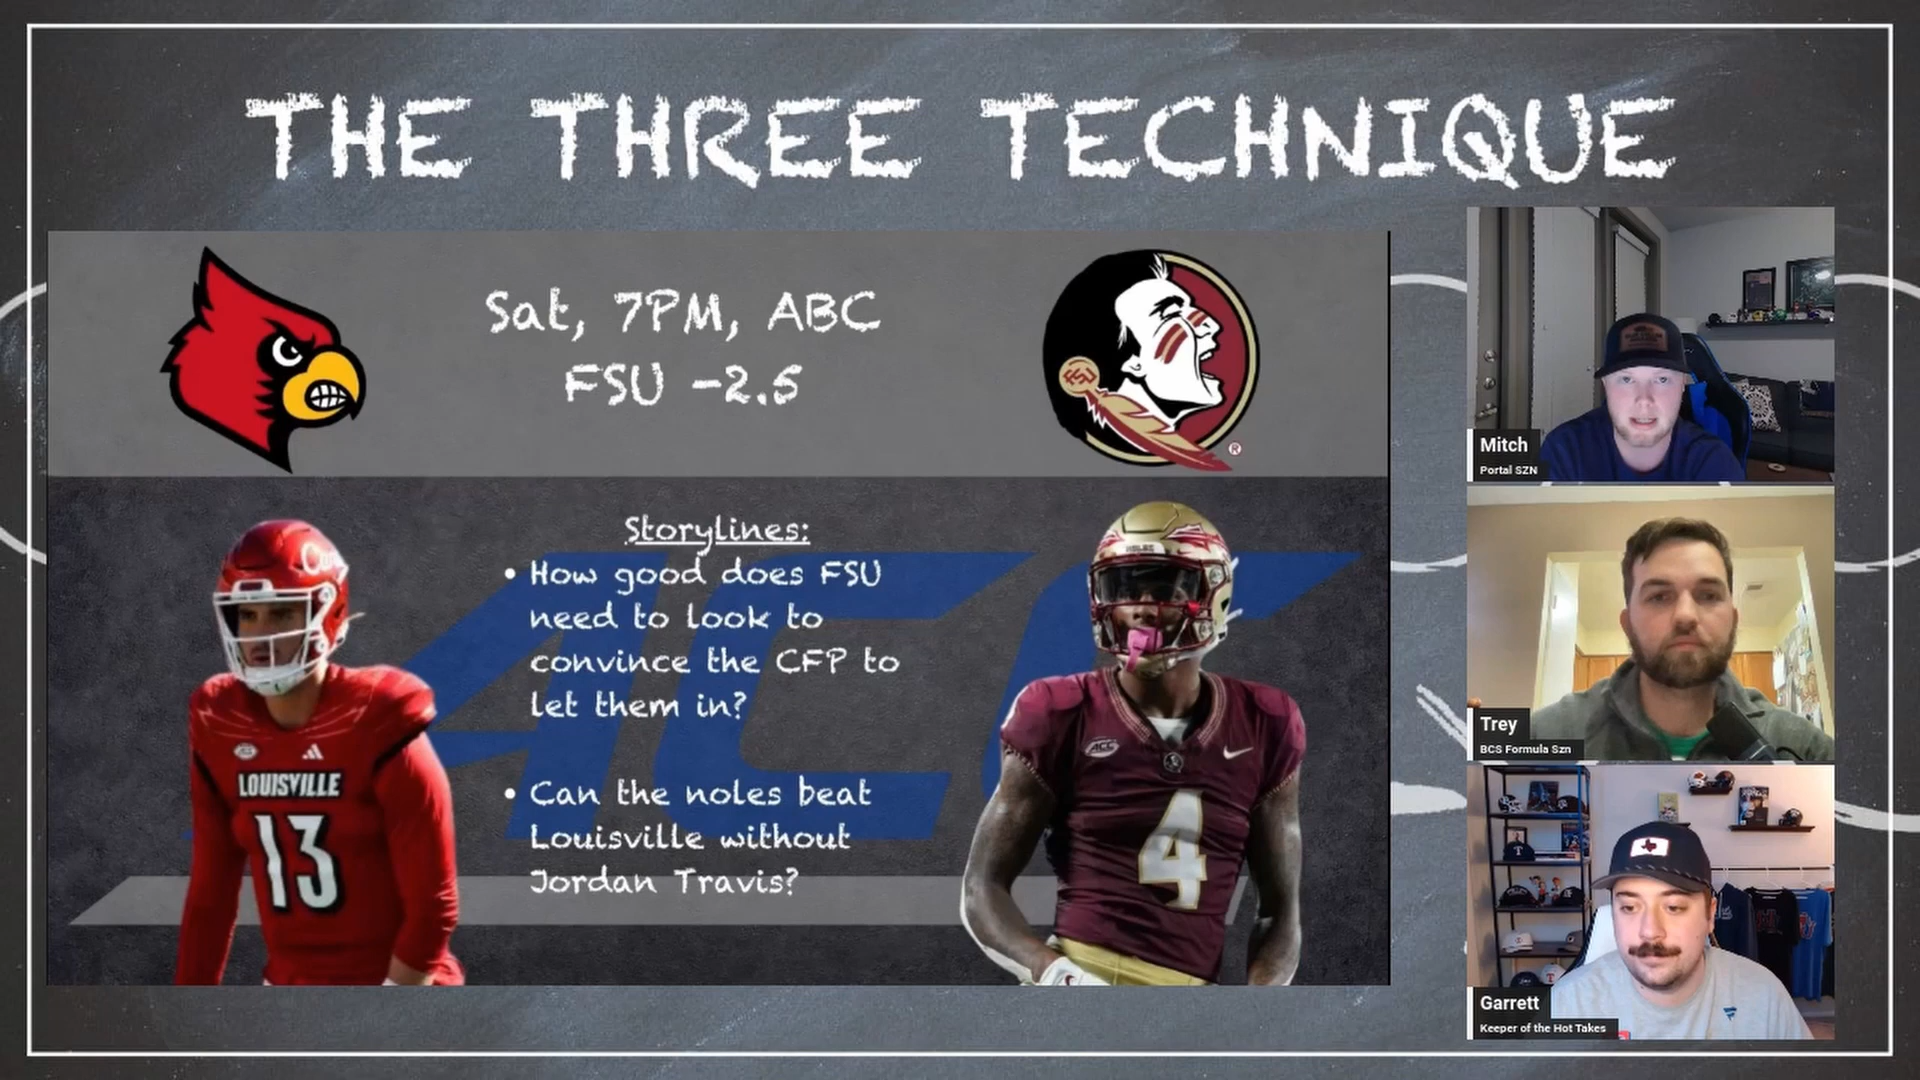 THE THREE TECHNIQUE
Sat, 7PM, ABC
FSU -2.5
FSU
®
Storylines:
• How good does FSU
need to look to
convince the CFP to
let them in?
• Can the noles beat
Louisville without
Jordan Travis?
ACC
LOUISVILLE
13
ACC
4
Mitch
Portal SZN
Trey
BCS Formula Szn
Garrett
Keeper of the Hot Takes